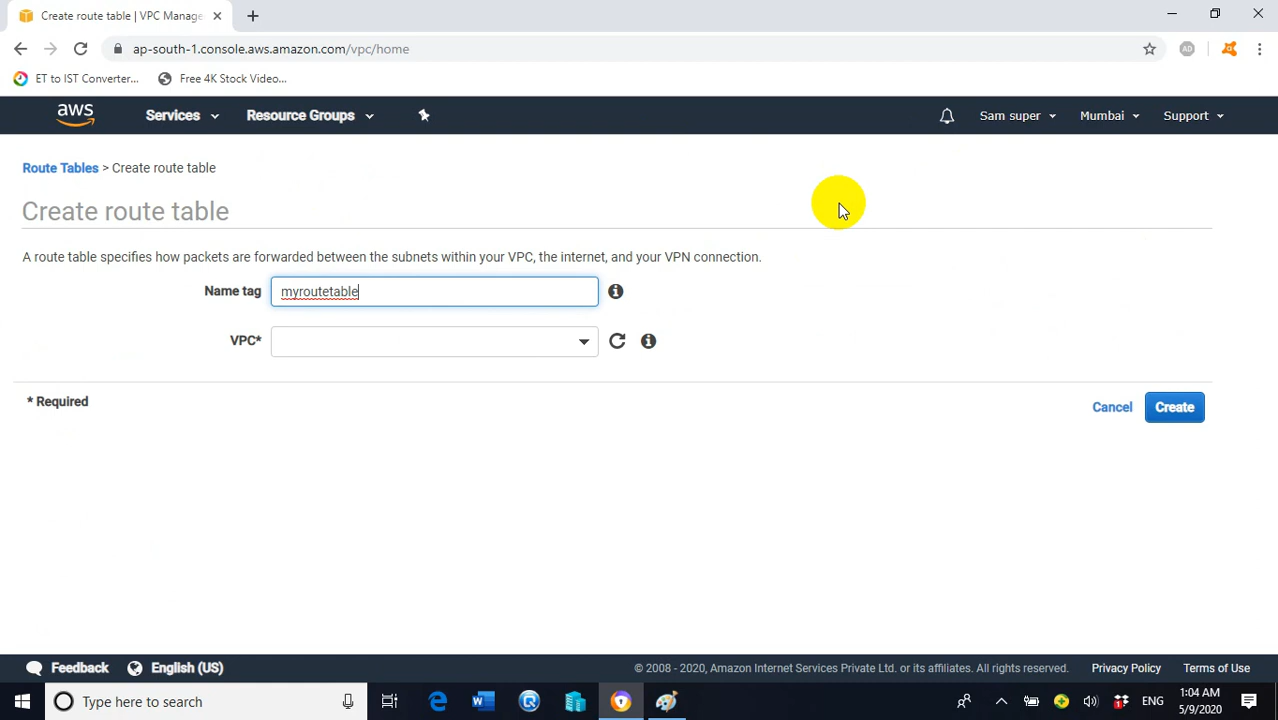 Create route table | VPC Manage
ap-south-1.console.aws.amazon.com/vpc/home
AD
ET to IST Converter...
Free 4K Stock Video...
aws
Services
Resource Groups
Sam super
Mumbai
Support
Route Tables > Create route table
Create route table
A route table specifies how packets are forwarded between the subnets within your VPC, the internet, and your VPN connection.
Name tag
myroutetable
VPC*
* Required
Cancel
Create
Feedback
English (US)
© 2008 - 2020, Amazon Internet Services Private Ltd. or its affiliates. All rights reserved.
Privacy Policy
Terms of Use
Type here to search
ENG
1:04 AM
5/9/2020